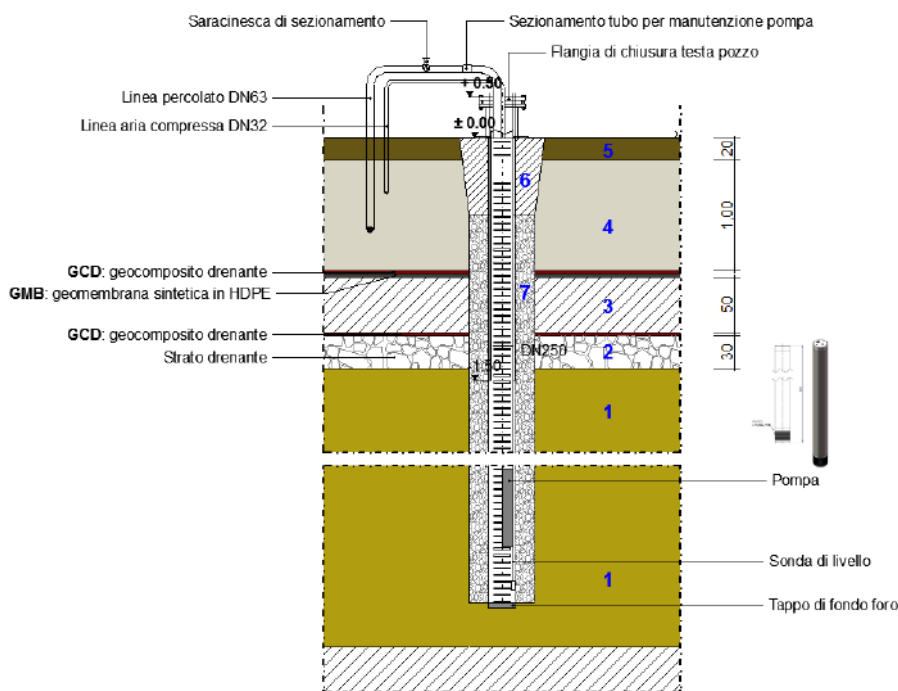 Saracinesca di sezionamento
Sezionamento tubo per manutenzione pompa
Flangia di chiusura testa pozzo
+ 0.50
Linea percolato DN63
Linea aria compressa DN32
± 0.00
5
20
6
4
1,00
GCD: geocomposito drenante
GMB: geomembrana sintetica in HDPE
7
3
50
GCD: geocomposito drenante
Strato drenante
DN250
2
30
1
Pompa
Sonda di livello
1
Tappo di fondo foro